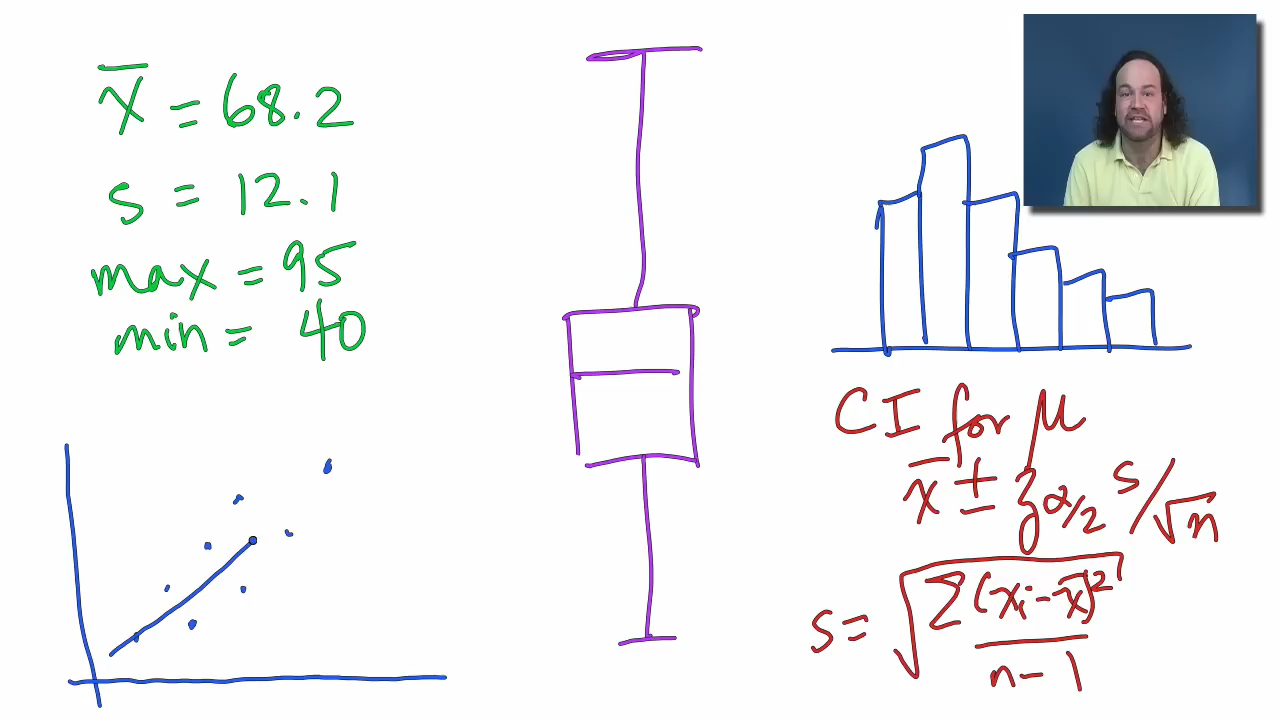 x̄ = 68.2
s = 12.1
max = 95
min = 40
CI for μ
x̄ ± z α/2 s/√n
s = √ Σ(xᵢ - x̄)²
n - 1